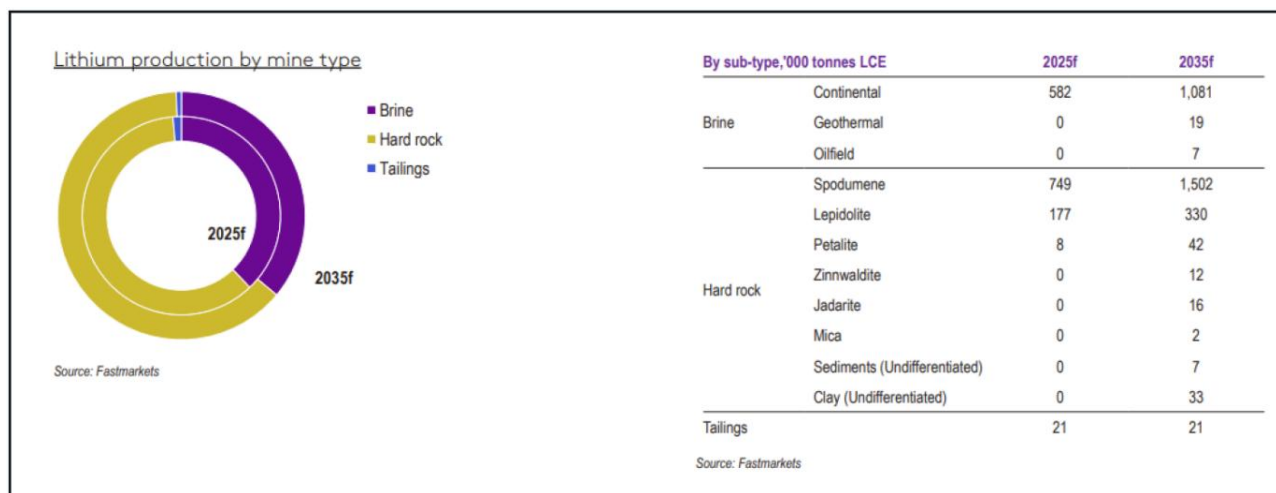 Lithium production by mine type
Brine
Hard rock
Tailings
2025f
2035f
Source: Fastmarkets
By sub-type,'000 tonnes LCE 2025f 2035f
Continental 582 1,081
Brine Geothermal 0 19
Oilfield 0 7
Spodumene 749 1,502
Lepidolite 177 330
Petalite 8 42
Zinnwaldite 0 12
Hard rock
Jadarite 0 16
Mica 0 2
Sediments (Undifferentiated) 0 7
Clay (Undifferentiated) 0 33
Tailings 21 21
Source: Fastmarkets